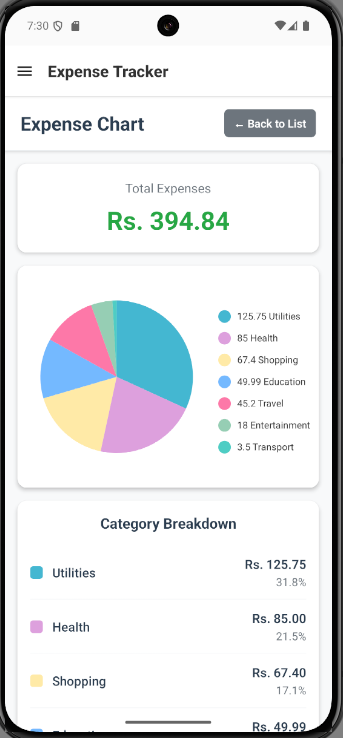 7:30
Expense Tracker
Expense Chart
← Back to List
Total Expenses
Rs. 394.84
125.75 Utilities
85 Health
67.4 Shopping
49.99 Education
45.2 Travel
18 Entertainment
3.5 Transport
Category Breakdown
Utilities
Rs. 125.75
31.8%
Health
Rs. 85.00
21.5%
Shopping
Rs. 67.40
17.1%
Rs. 49.99